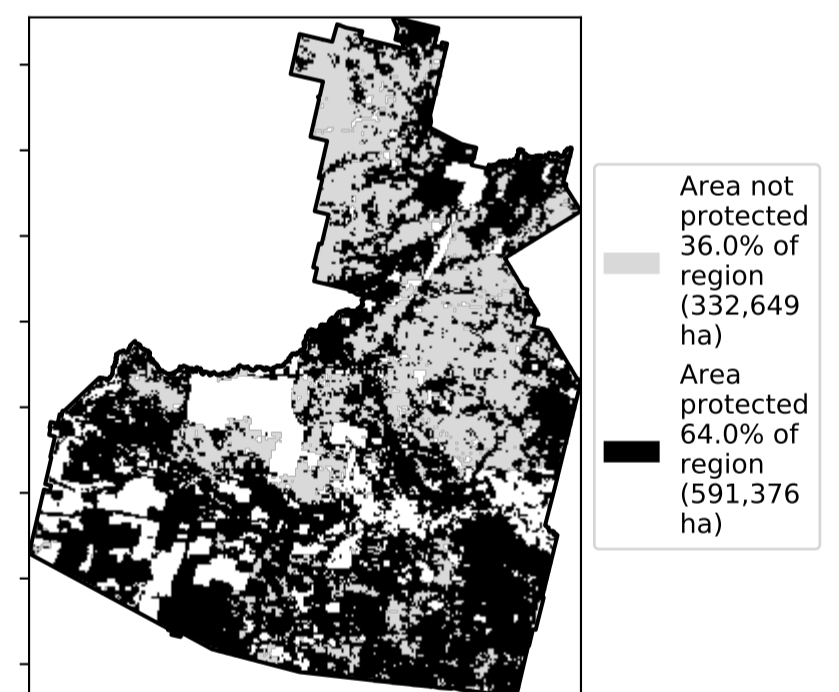 Area not
protected
36.0% of
region
(332,649
ha)
Area
protected
64.0% of
region
(591,376
ha)